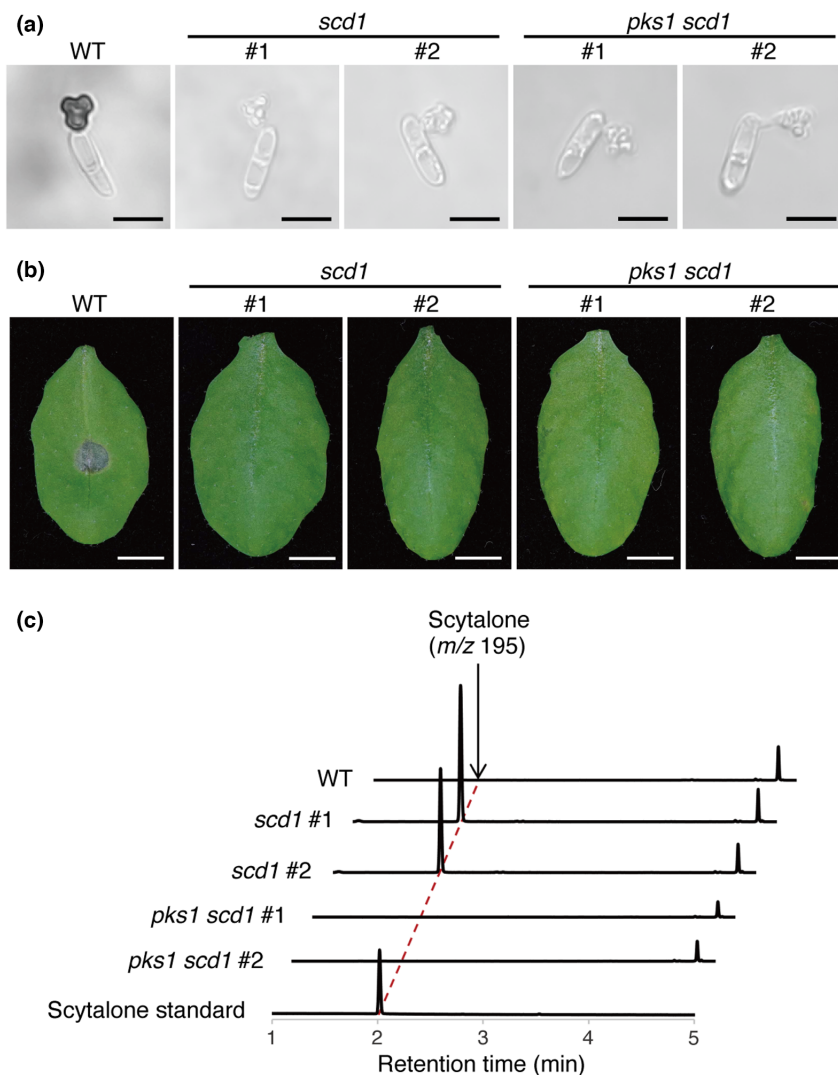 (a)
scd1
pks1 scd1
WT
#1
#2
#1
#2
(b)
scd1
pks1 scd1
WT
#1
#2
#1
#2
(c)
Scytalone
(m/z 195)
WT
scd1 #1
scd1 #2
pks1 scd1 #1
pks1 scd1 #2
Scytalone standard
1 2 3 4 5
Retention time (min)